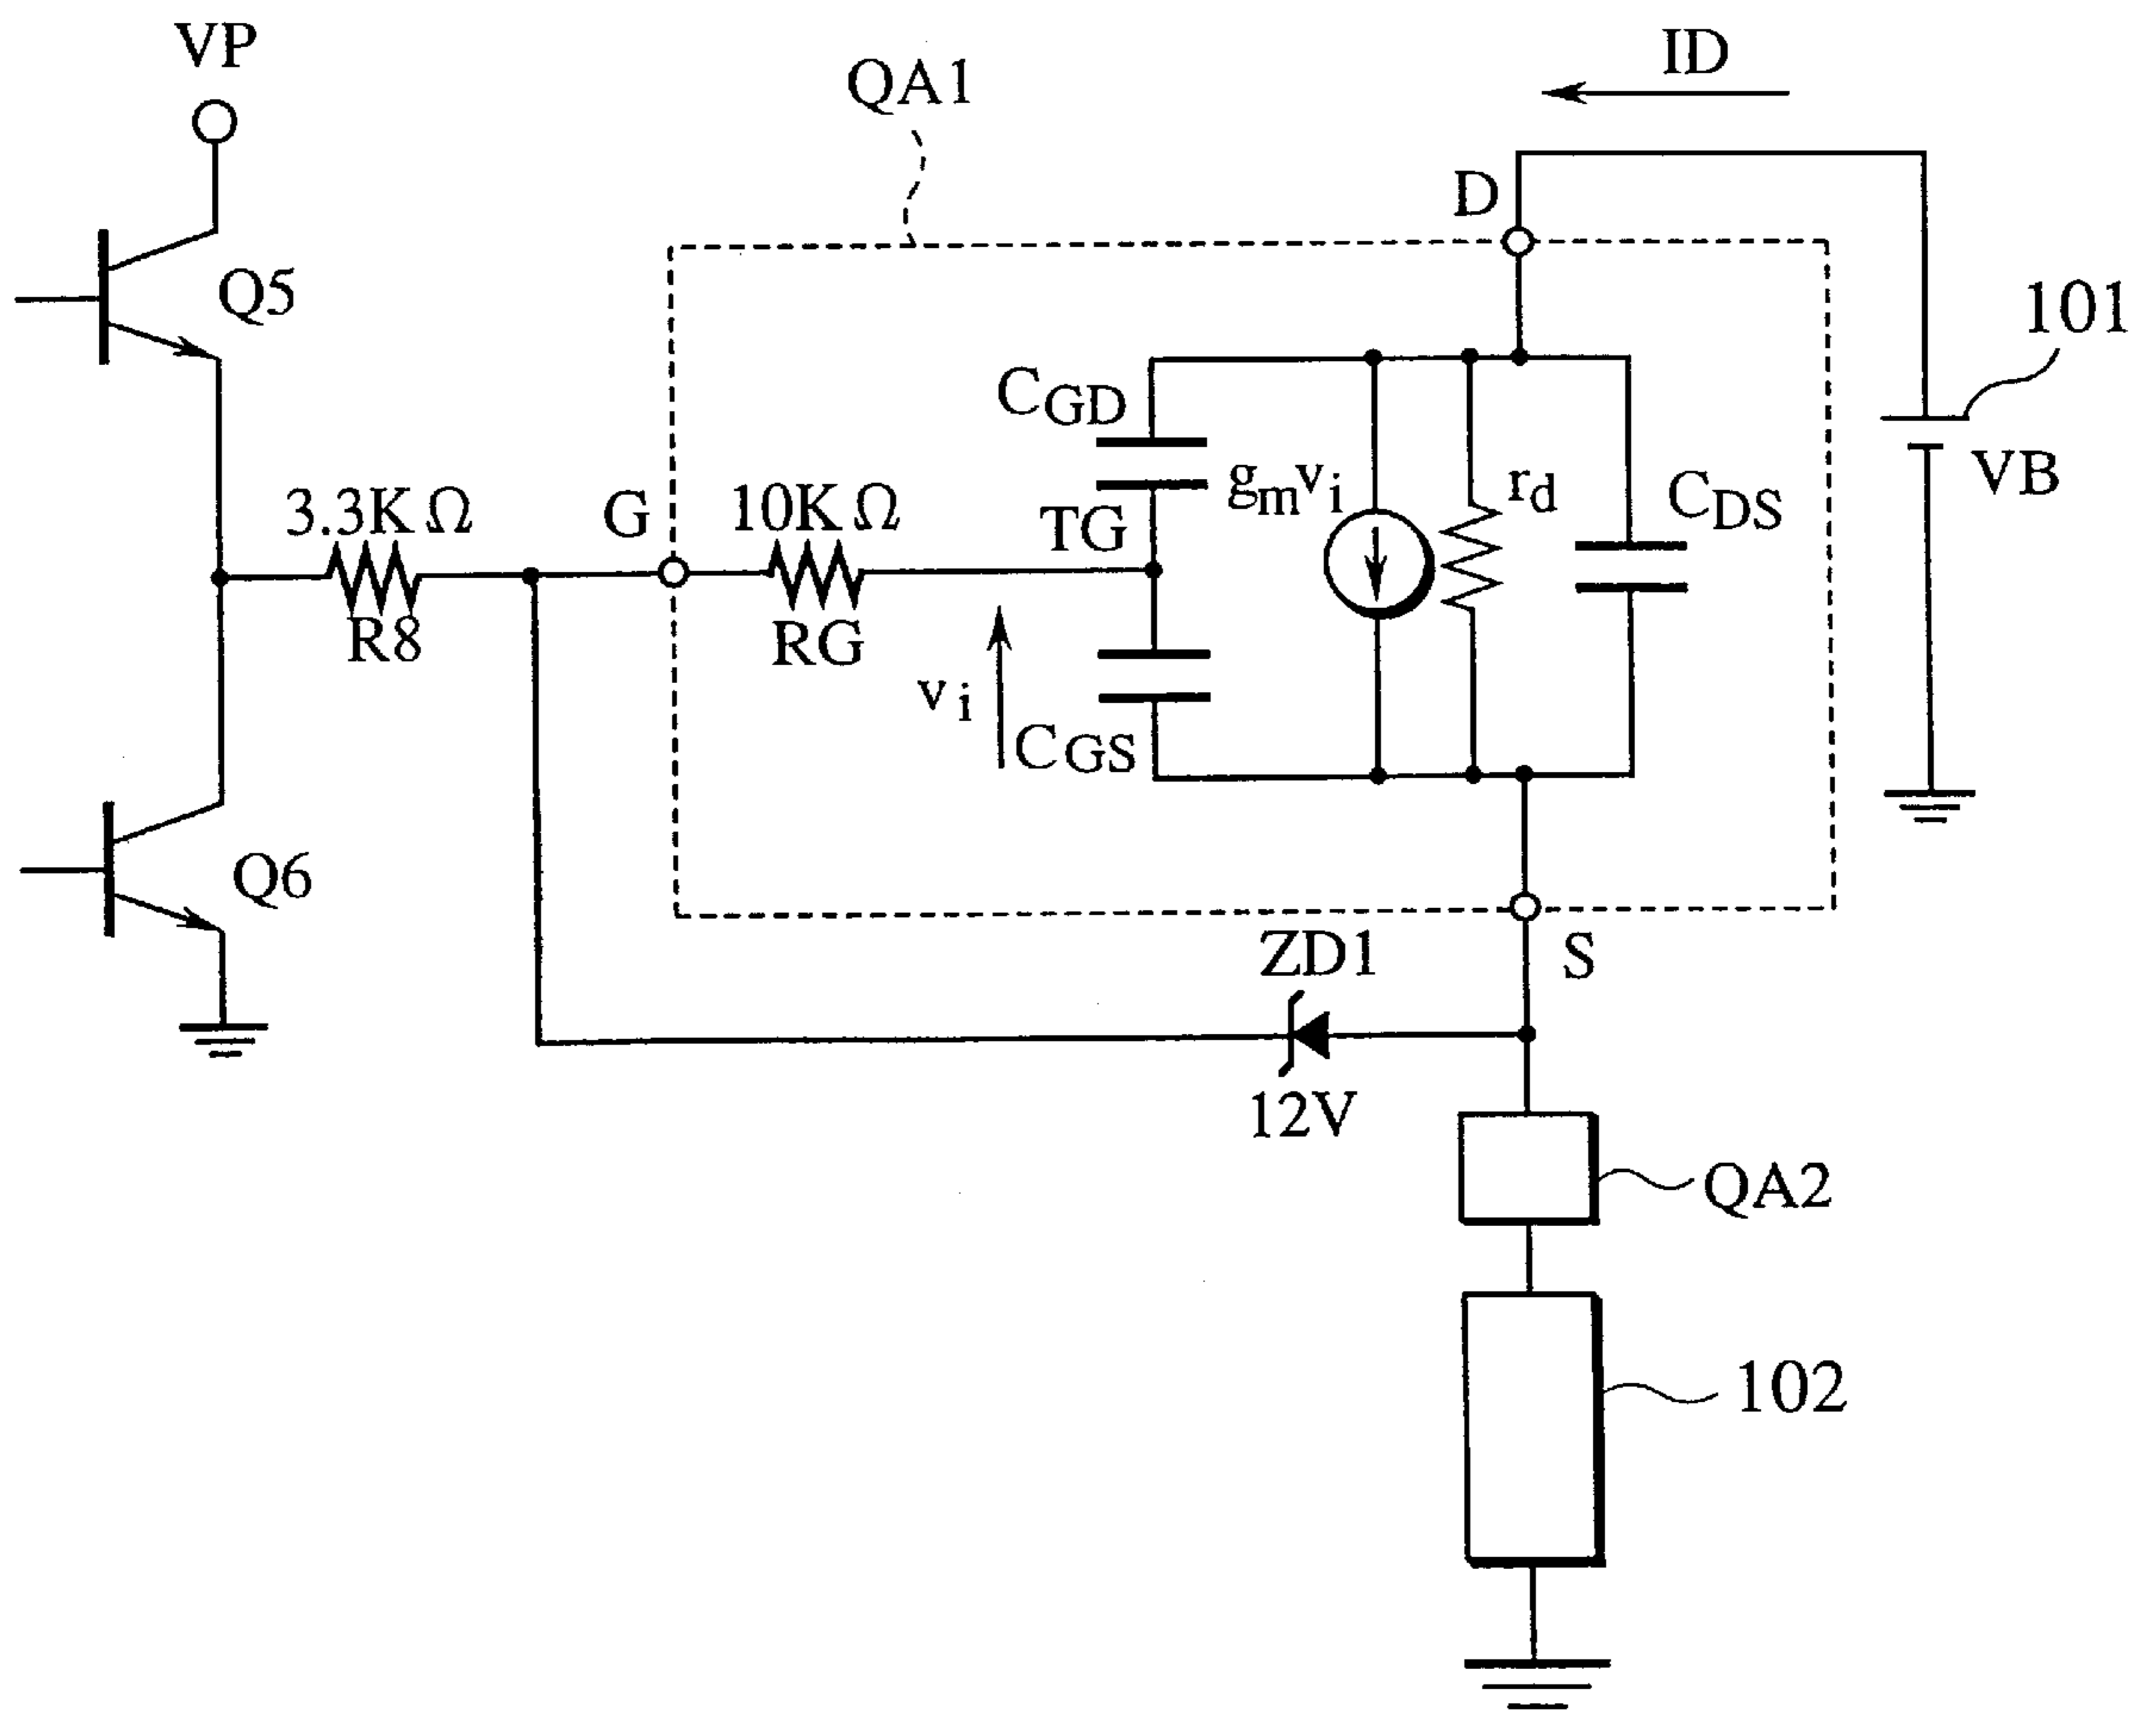 VP
QA1
ID
D
Q5
101
CGD
gmvi
rd
CDS
VB
3.3KΩ
G
10KΩ
TG
R8
RG
vi
CGS
Q6
ZD1
S
12V
QA2
102